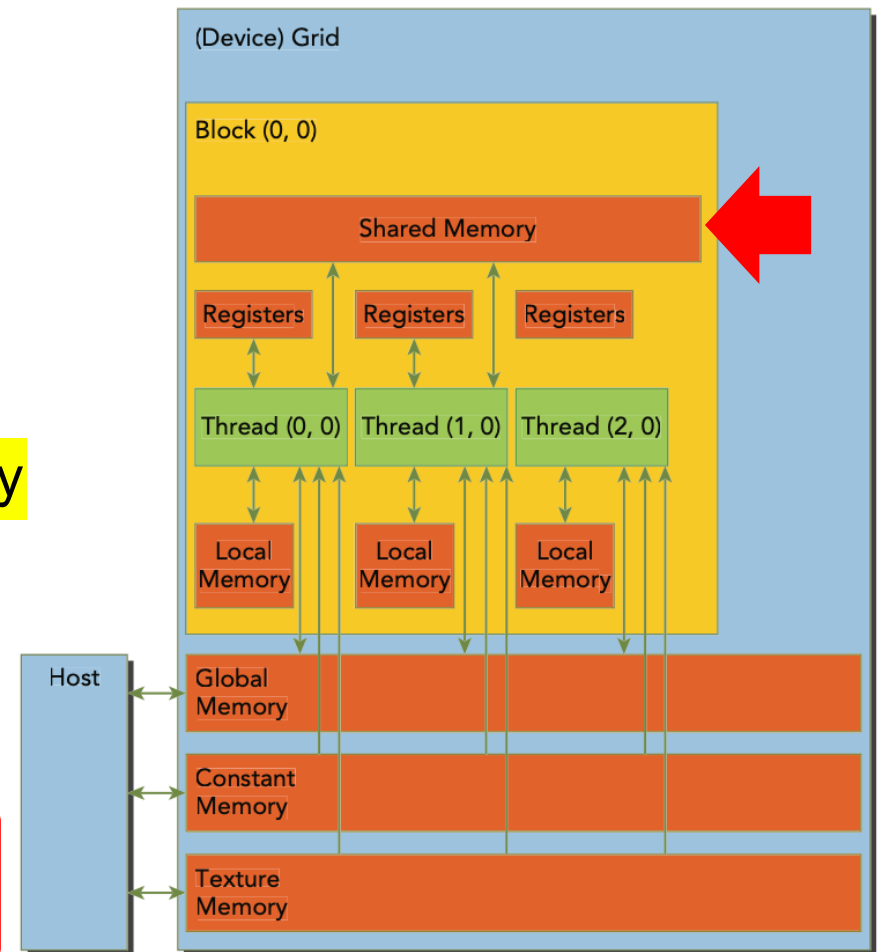 (Device) Grid
Block (0, 0)
Shared Memory
Registers
Registers
Registers
Thread (0, 0)
Thread (1, 0)
Thread (2, 0)
y
Local
Memory
Local
Memory
Local
Memory
Host
Global
Memory
Constant
Memory
Texture
Memory